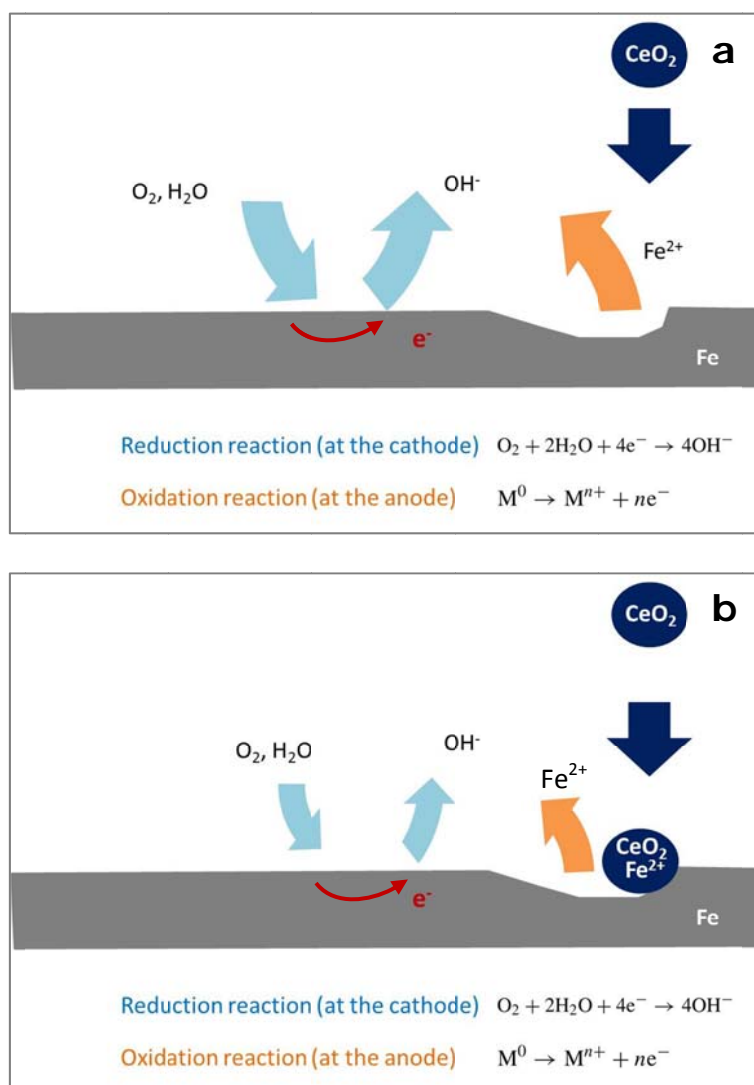 CeO₂ a
O₂, H₂O
OH⁻
Fe²⁺
e⁻
Fe
Reduction reaction (at the cathode) O₂ + 2H₂O + 4e⁻ → 4OH⁻
Oxidation reaction (at the anode) M⁰ → Mⁿ⁺ + ne⁻
CeO₂ b
O₂, H₂O
OH⁻
Fe²⁺
CeO₂
Fe²⁺
e⁻
Fe
Reduction reaction (at the cathode) O₂ + 2H₂O + 4e⁻ → 4OH⁻
Oxidation reaction (at the anode) M⁰ → Mⁿ⁺ + ne⁻